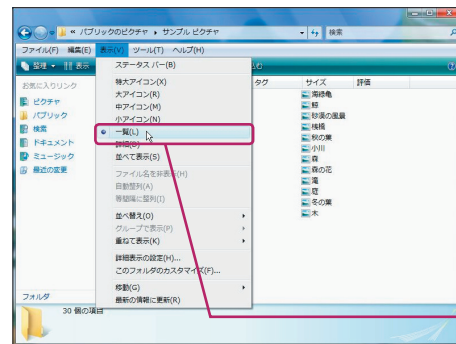 « パブリックのピクチャ ▸ サンプル ピクチャ
検索
ファイル(F) 編集(E) 表示(V) ツール(T) ヘルプ(H)
整理 表示
ステータス バー(B)
特大アイコン(X)
大アイコン(R)
中アイコン(M)
小アイコン(N)
一覧(L)
詳細(D)
並べて表示(S)
ファイル名を非表示(H)
自動整列(A)
等間隔に整列(I)
並べ替え(O)
グループで表示(P)
重ねて表示(K)
詳細表示の設定(H)...
このフォルダのカスタマイズ(F)...
移動(G)
最新の情報に更新(R)
お気に入りリンク
ピクチャ
パブリック
検索
ドキュメント
ミュージック
最近の変更
フォルダ
タグ サイズ 評価
海緑亀
鯨
砂漠の風景
桟橋
秋の葉
小川
森
森の花
滝
庭
冬の葉
木
30 個の項目